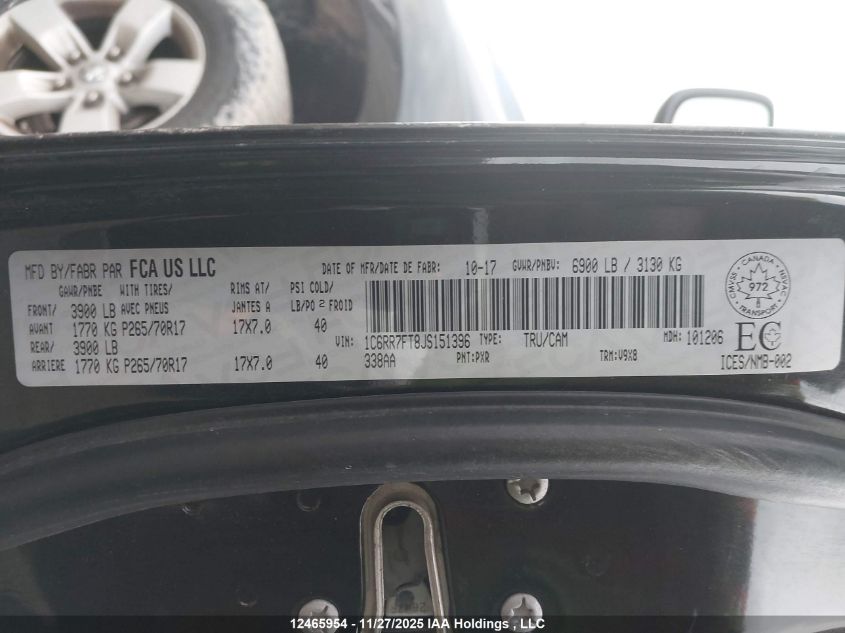 MFD BY/FABR PAR FCA US LLC DATE OF MFR/DATE DE FABR: 10-17 GVWR/PNBV: 6900 LB / 3130 KG
GAWR/PNBE WITH TIRES/ RIMS AT/ PSI COLD/
FRONT/ 3900 LB AVEC PNEUS JANTES A LB/PO 2 FROID
AVANT 1770 KG P265/70R17 17X7.0 40
VIN: 1C6RR7FT8JS151396 TYPE: TRU/CAM MDH: 101206
REAR/ 3900 LB
ARRIERE 1770 KG P265/70R17 17X7.0 40 338AA PNT:PXR TRM:V9X8
CANADA
CMVSS NSVAC
972
TRANSPORT
EC
ICES/NMB-002
12465954 - 11/27/2025 IAA Holdings , LLC